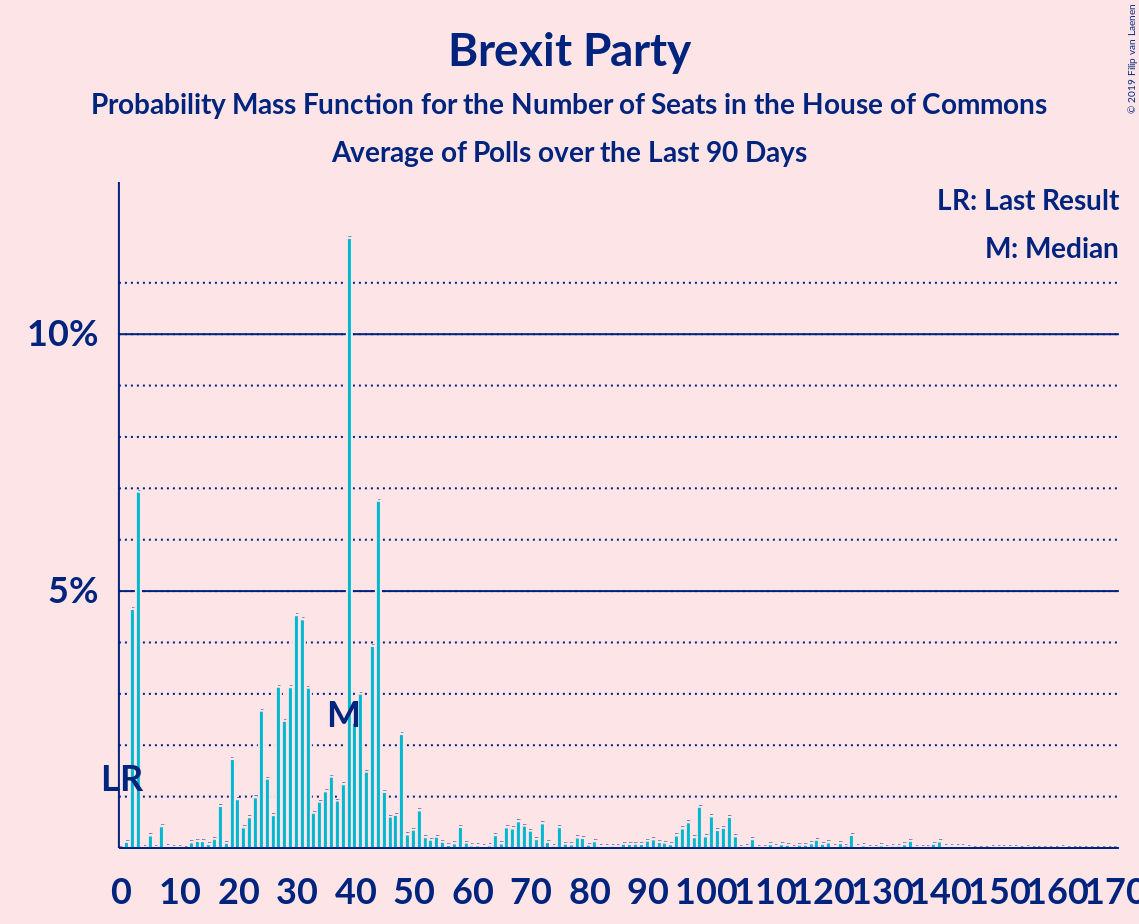 Brexit Party
Probability Mass Function for the Number of Seats in the House of Commons
Average of Polls over the Last 90 Days
© 2019 Filip van Laenen
LR: Last Result
M: Median
10%
5%
M
LR
0 10 20 30 40 50 60 70 80 90 100 110 120 130 140 150 160 170